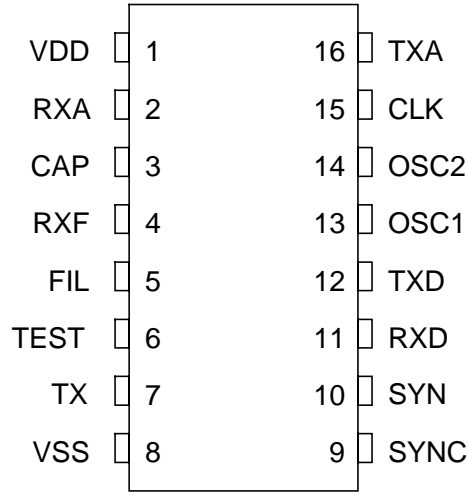 VDD 1 16 TXA
RXA 2 15 CLK
CAP 3 14 OSC2
RXF 4 13 OSC1
FIL 5 12 TXD
TEST 6 11 RXD
TX 7 10 SYN
VSS 8 9 SYNC